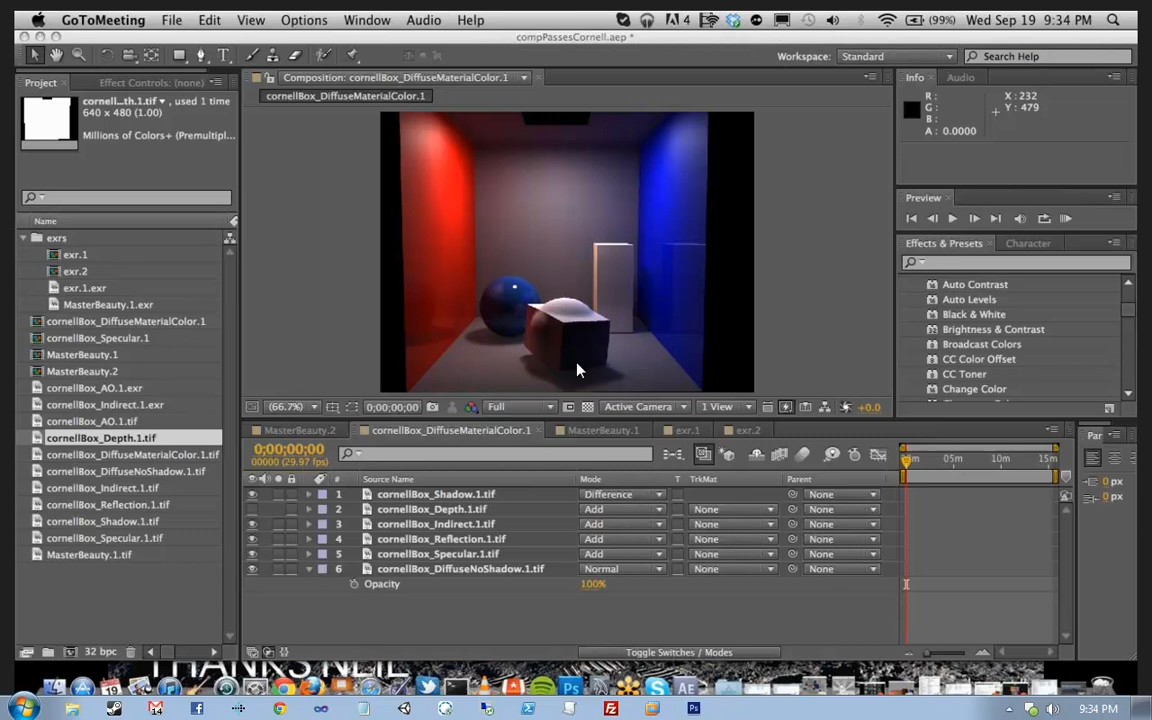 GoToMeeting File Edit View Options Window Audio Help 4 (99%) Wed Sep 19 9:34 PM
compPassesCornell.aep *
Workspace: Standard Search Help
Project Effect Controls: (none)
Composition: cornellBox_DiffuseMaterialColor.1
Info Audio
cornell...th.1.tif , used 1 time
640 x 480 (1.00)
Millions of Colors+ (Premultipl...
cornellBox_DiffuseMaterialColor.1
R:
G:
B:
A: 0.0000
X: 232
Y: 479
Preview
Name
exrs
exr.1
exr.2
exr.1.exr
MasterBeauty.1.exr
cornellBox_DiffuseMaterialColor.1
cornellBox_Specular.1
MasterBeauty.1
MasterBeauty.2
cornellBox_AO.1.exr
cornellBox_Indirect.1.exr
cornellBox_AO.1.tif
cornellBox_Depth.1.tif
cornellBox_DiffuseMaterialColor.1.tif
cornellBox_DiffuseNoShadow.1.tif
cornellBox_Indirect.1.tif
cornellBox_Reflection.1.tif
cornellBox_Shadow.1.tif
cornellBox_Specular.1.tif
MasterBeauty.1.tif
32 bpc
Effects & Presets Character
Auto Contrast
Auto Levels
Black & White
Brightness & Contrast
Broadcast Colors
CC Color Offset
CC Toner
Change Color
(66.7%) 0;00;00;00 Full Active Camera 1 View +0.0
MasterBeauty.2 cornellBox_DiffuseMaterialColor.1 MasterBeauty.1 exr.1 exr.2
0;00;00;00
00000 (29.97 fps)
05m 10m 15m
# Source Name Mode T TrkMat Parent
1 cornellBox_Shadow.1.tif Difference None
2 cornellBox_Depth.1.tif Add None None
3 cornellBox_Indirect.1.tif Add None None
4 cornellBox_Reflection.1.tif Add None None
5 cornellBox_Specular.1.tif Add None None
6 cornellBox_DiffuseNoShadow.1.tif Normal None None
Opacity 100%
Toggle Switches / Modes
Par
0 px
0 px
THANKS NEIL
9:34 PM